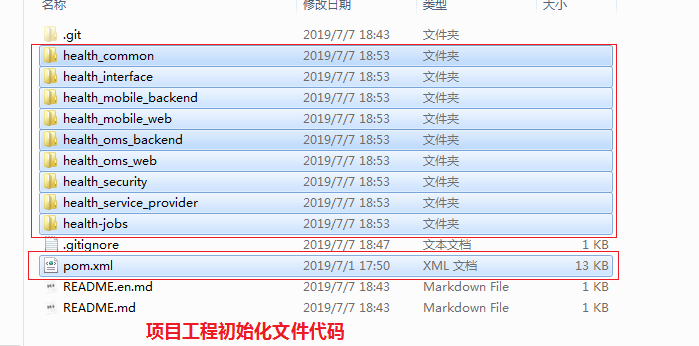 名称 修改日期 类型 大小
.git 2019/7/7 18:43 文件夹
health_common 2019/7/7 18:53 文件夹
health_interface 2019/7/7 18:53 文件夹
health_mobile_backend 2019/7/7 18:53 文件夹
health_mobile_web 2019/7/7 18:53 文件夹
health_oms_backend 2019/7/7 18:53 文件夹
health_oms_web 2019/7/7 18:53 文件夹
health_security 2019/7/7 18:53 文件夹
health_service_provider 2019/7/7 18:53 文件夹
health-jobs 2019/7/7 18:53 文件夹
.gitignore 2019/7/7 18:47 文本文档 1 KB
pom.xml 2019/7/1 17:50 XML 文档 13 KB
README.en.md 2019/7/7 18:43 Markdown File 1 KB
README.md 2019/7/7 18:43 Markdown File 1 KB
项目工程初始化文件代码